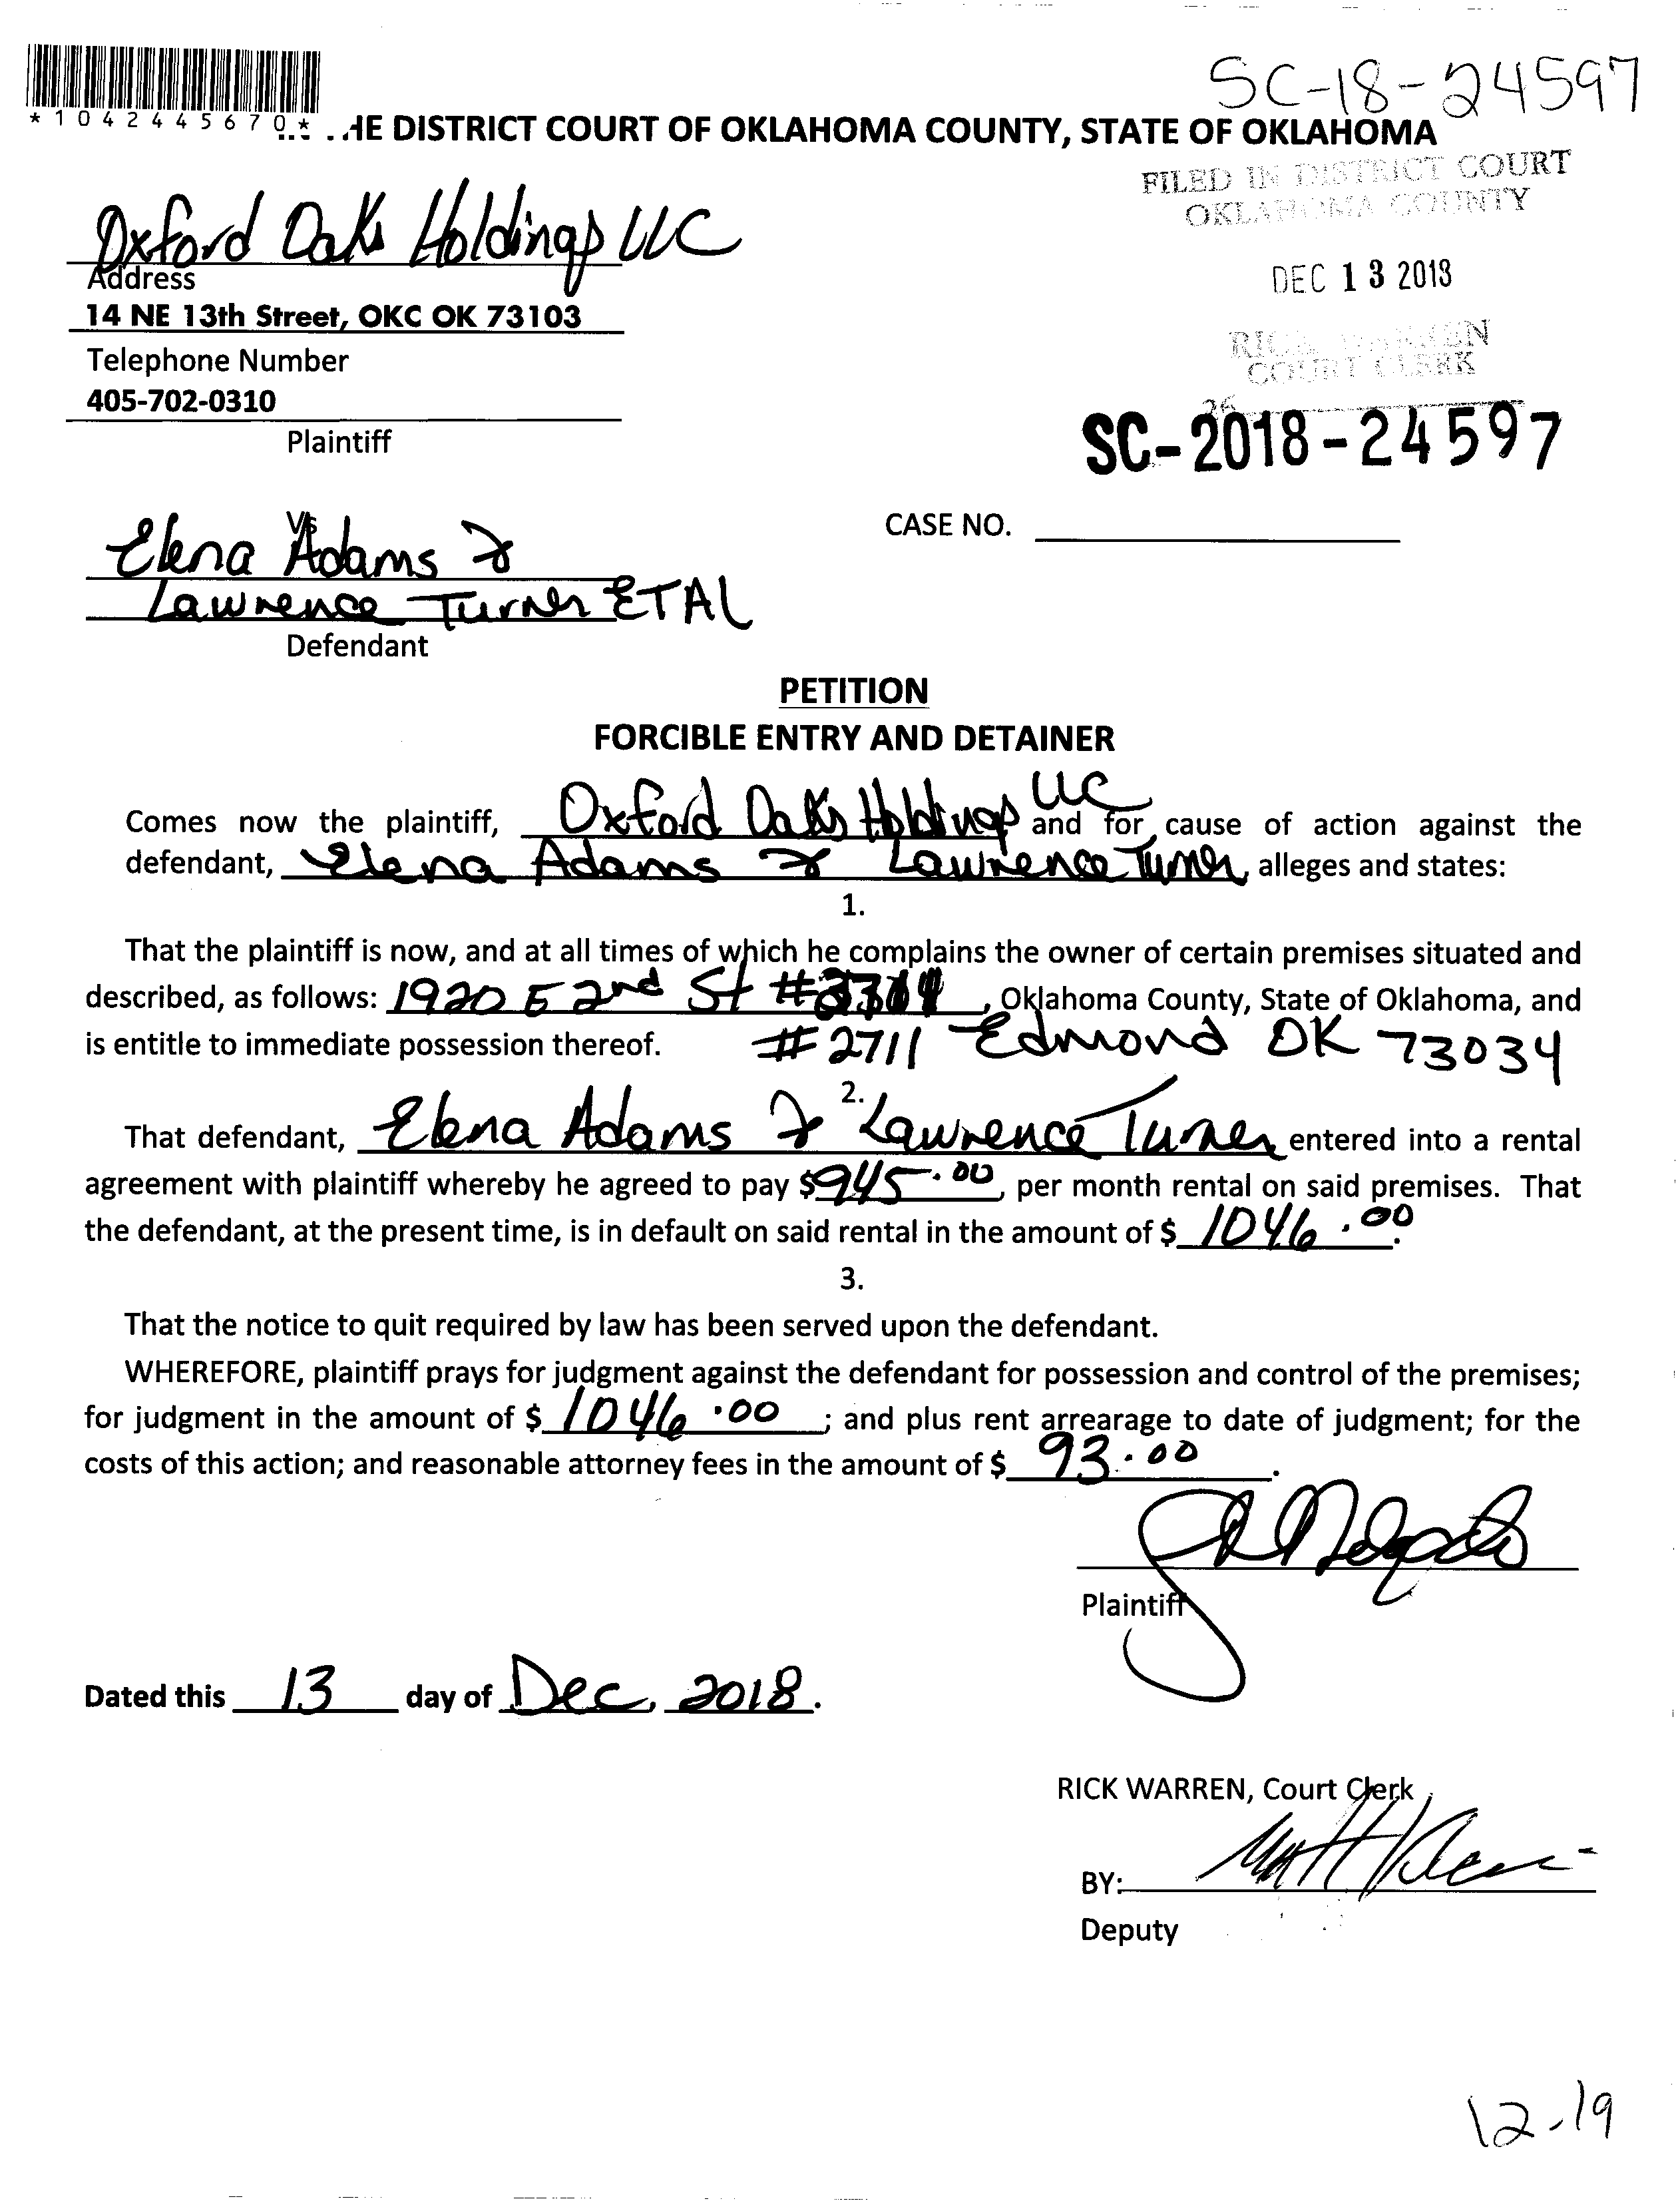 SC-18-24597
*1042445670*
HE DISTRICT COURT OF OKLAHOMA COUNTY, STATE OF OKLAHOMA
FILED IN DISTRICT COURT
OKLAHOMA COUNTY
Oxford Oaks Holdings LLC
Address
DEC 13 2018
14 NE 13th Street, OKC OK 73103
RICK WARREN
COURT CLERK
Telephone Number
405-702-0310
36
SC-2018-24597
Plaintiff
Vs
CASE NO.
Elena Adams &
Lawrence Turner ETAL
Defendant
PETITION
FORCIBLE ENTRY AND DETAINER
Comes now the plaintiff, Oxford Oaks Holdings LLC and for cause of action against the
defendant, Elena Adams & Lawrence Turner, alleges and states:
1.
That the plaintiff is now, and at all times of which he complains the owner of certain premises situated and
described, as follows: 1920 E 2nd St , Oklahoma County, State of Oklahoma, and
is entitle to immediate possession thereof. #2711 Edmond OK 73034
2.
That defendant, Elena Adams & Lawrence Turner entered into a rental
agreement with plaintiff whereby he agreed to pay $945.00, per month rental on said premises. That
the defendant, at the present time, is in default on said rental in the amount of $ 1046.00.
3.
That the notice to quit required by law has been served upon the defendant.
WHEREFORE, plaintiff prays for judgment against the defendant for possession and control of the premises;
for judgment in the amount of $ 1046.00 ; and plus rent arrearage to date of judgment; for the
costs of this action; and reasonable attorney fees in the amount of $ 93.00.
Plaintiff
Dated this 13 day of Dec, 2018.
RICK WARREN, Court Clerk
BY:
Deputy
12-19